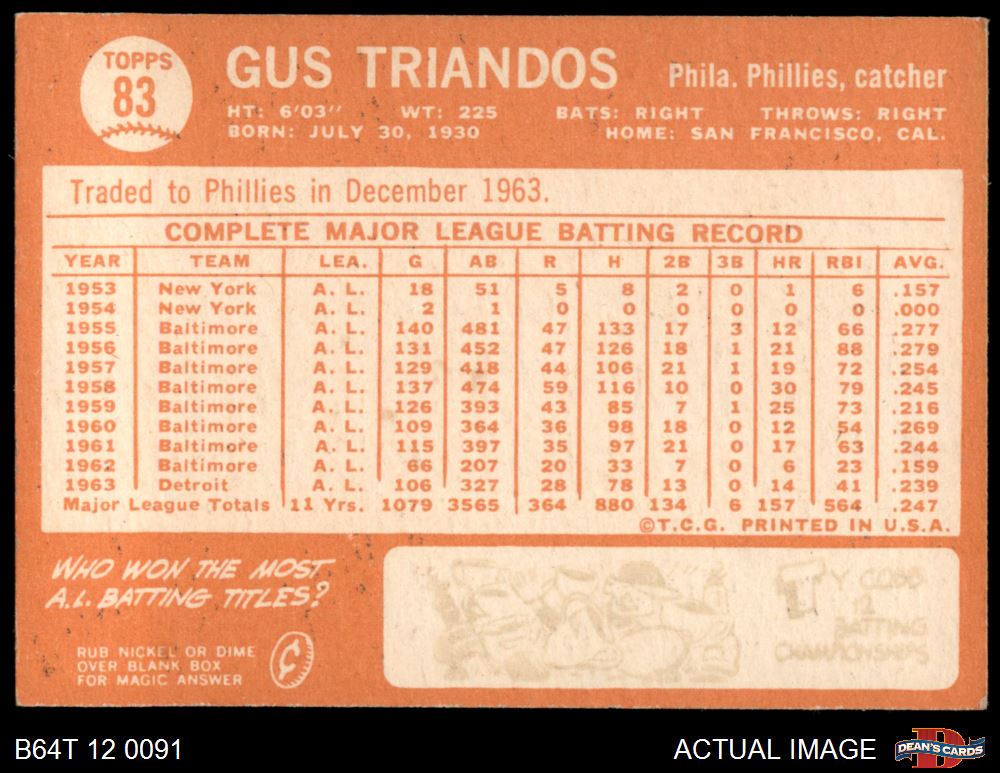 TOPPS
83
GUS TRIANDOS
Phila. Phillies, catcher
HT: 6'03" WT: 225 BATS: RIGHT THROWS: RIGHT
BORN: JULY 30, 1930 HOME: SAN FRANCISCO, CAL.
Traded to Phillies in December 1963.
COMPLETE MAJOR LEAGUE BATTING RECORD
YEAR TEAM LEA. G AB R H 2B 3B HR RBI AVG.
1953 New York A. L. 18 51 5 8 2 0 1 6 .157
1954 New York A. L. 2 1 0 0 0 0 0 0 .000
1955 Baltimore A. L. 140 481 47 133 17 3 12 66 .277
1956 Baltimore A. L. 131 452 47 126 18 1 21 88 .279
1957 Baltimore A. L. 129 418 44 106 21 1 19 72 .254
1958 Baltimore A. L. 137 474 59 116 10 0 30 79 .245
1959 Baltimore A. L. 126 393 43 85 7 1 25 73 .216
1960 Baltimore A. L. 109 364 36 98 18 0 12 54 .269
1961 Baltimore A. L. 115 397 35 97 21 0 17 63 .244
1962 Baltimore A. L. 66 207 20 33 7 0 6 23 .159
1963 Detroit A. L. 106 327 28 78 13 0 14 41 .239
Major League Totals 11 Yrs. 1079 3565 364 880 134 6 157 564 .247
©T.C.G. PRINTED IN U.S.A.
WHO WON THE MOST
A.L. BATTING TITLES?
RUB NICKEL OR DIME
OVER BLANK BOX
FOR MAGIC ANSWER
¢
TY COBB
12
BATTING
CHAMPIONSHIPS
B64T 12 0091
ACTUAL IMAGE
D
DEAN'S CARDS